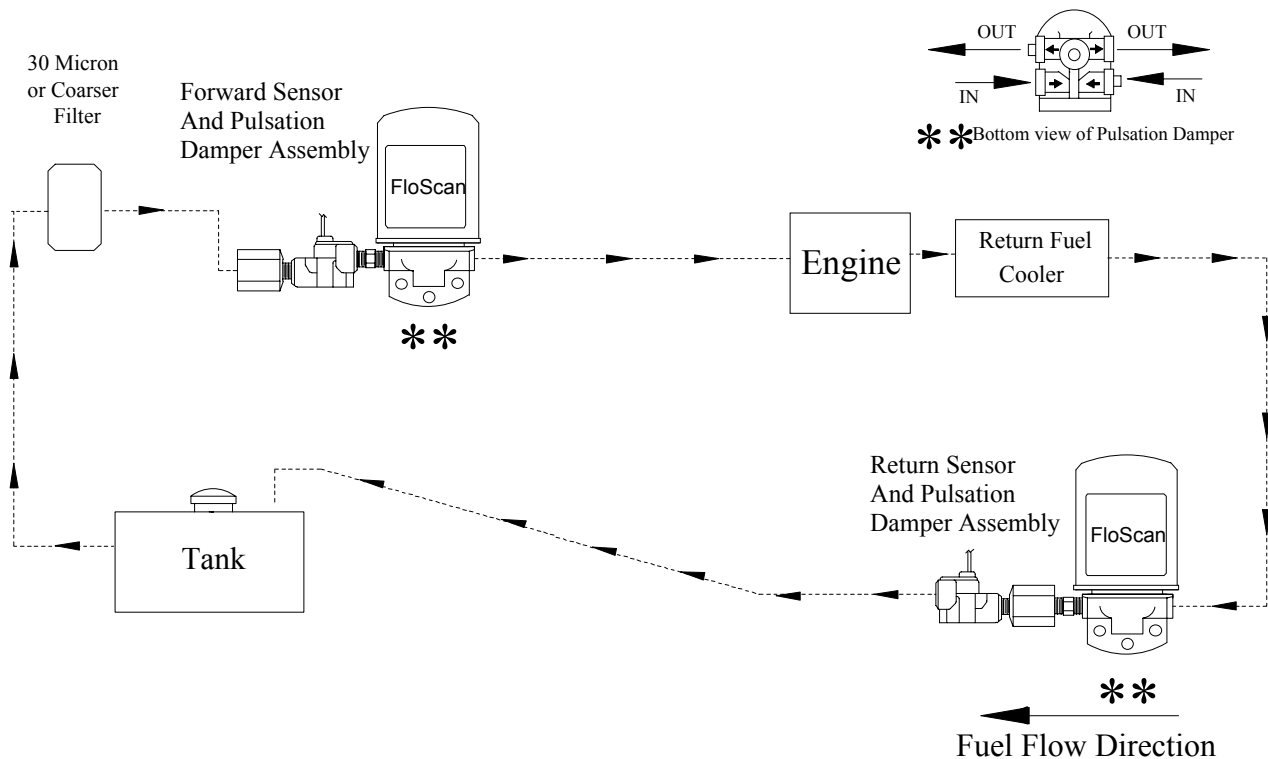 OUT
OUT
IN
IN
**Bottom view of Pulsation Damper
30 Micron
or Coarser
Filter
Forward Sensor
And Pulsation
Damper Assembly
FloScan
**
Engine
Return Fuel
Cooler
Return Sensor
And Pulsation
Damper Assembly
FloScan
**
Tank
Fuel Flow Direction